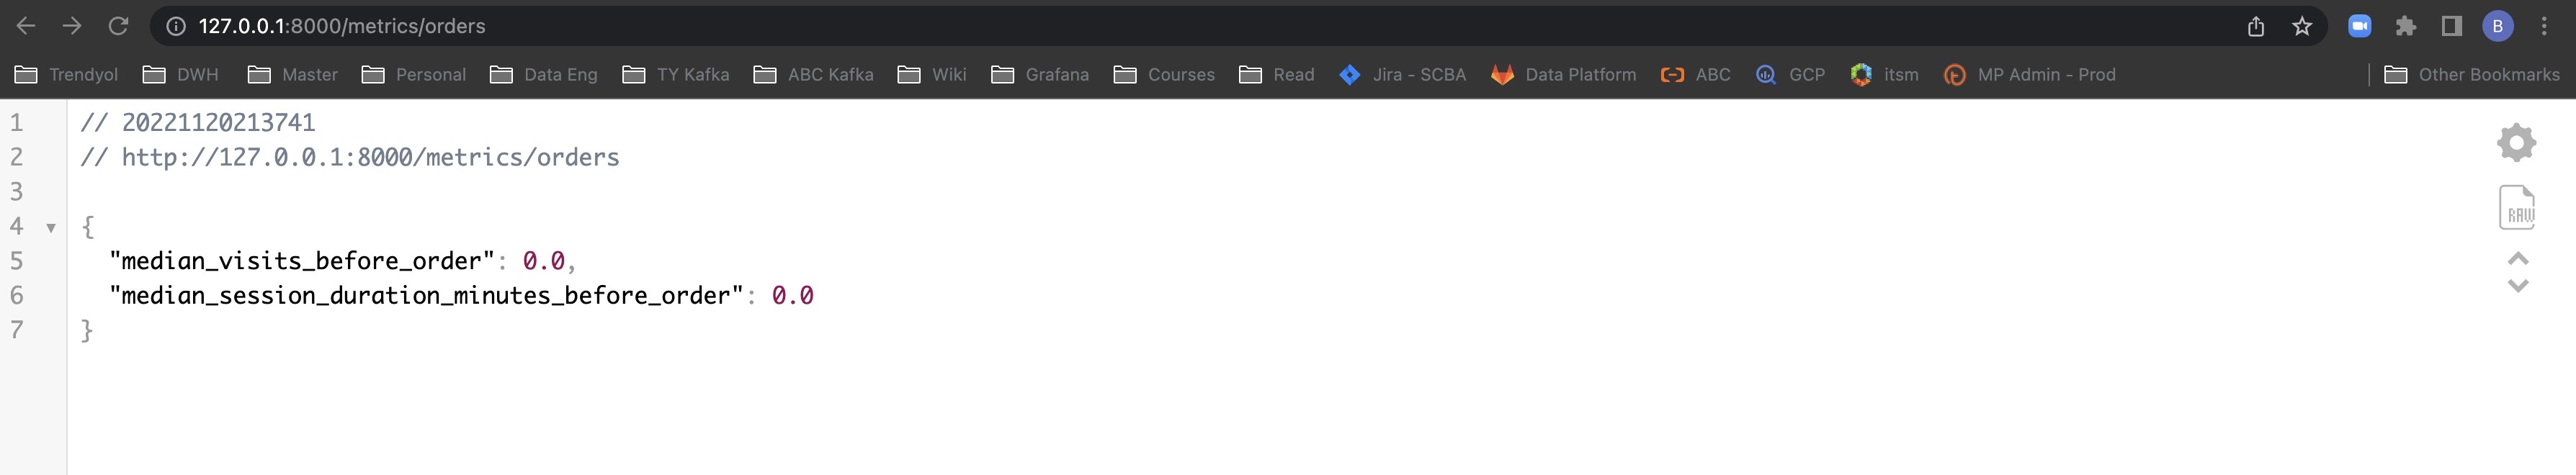 127.0.0.1:8000/metrics/orders
B
Trendyol DWH Master Personal Data Eng TY Kafka ABC Kafka Wiki Grafana Courses Read Jira - SCBA Data Platform ABC GCP itsm MP Admin - Prod Other Bookmarks
1 // 20221120213741
2 // http://127.0.0.1:8000/metrics/orders
3
4 {
5 "median_visits_before_order": 0.0,
6 "median_session_duration_minutes_before_order": 0.0
7 }
RAW